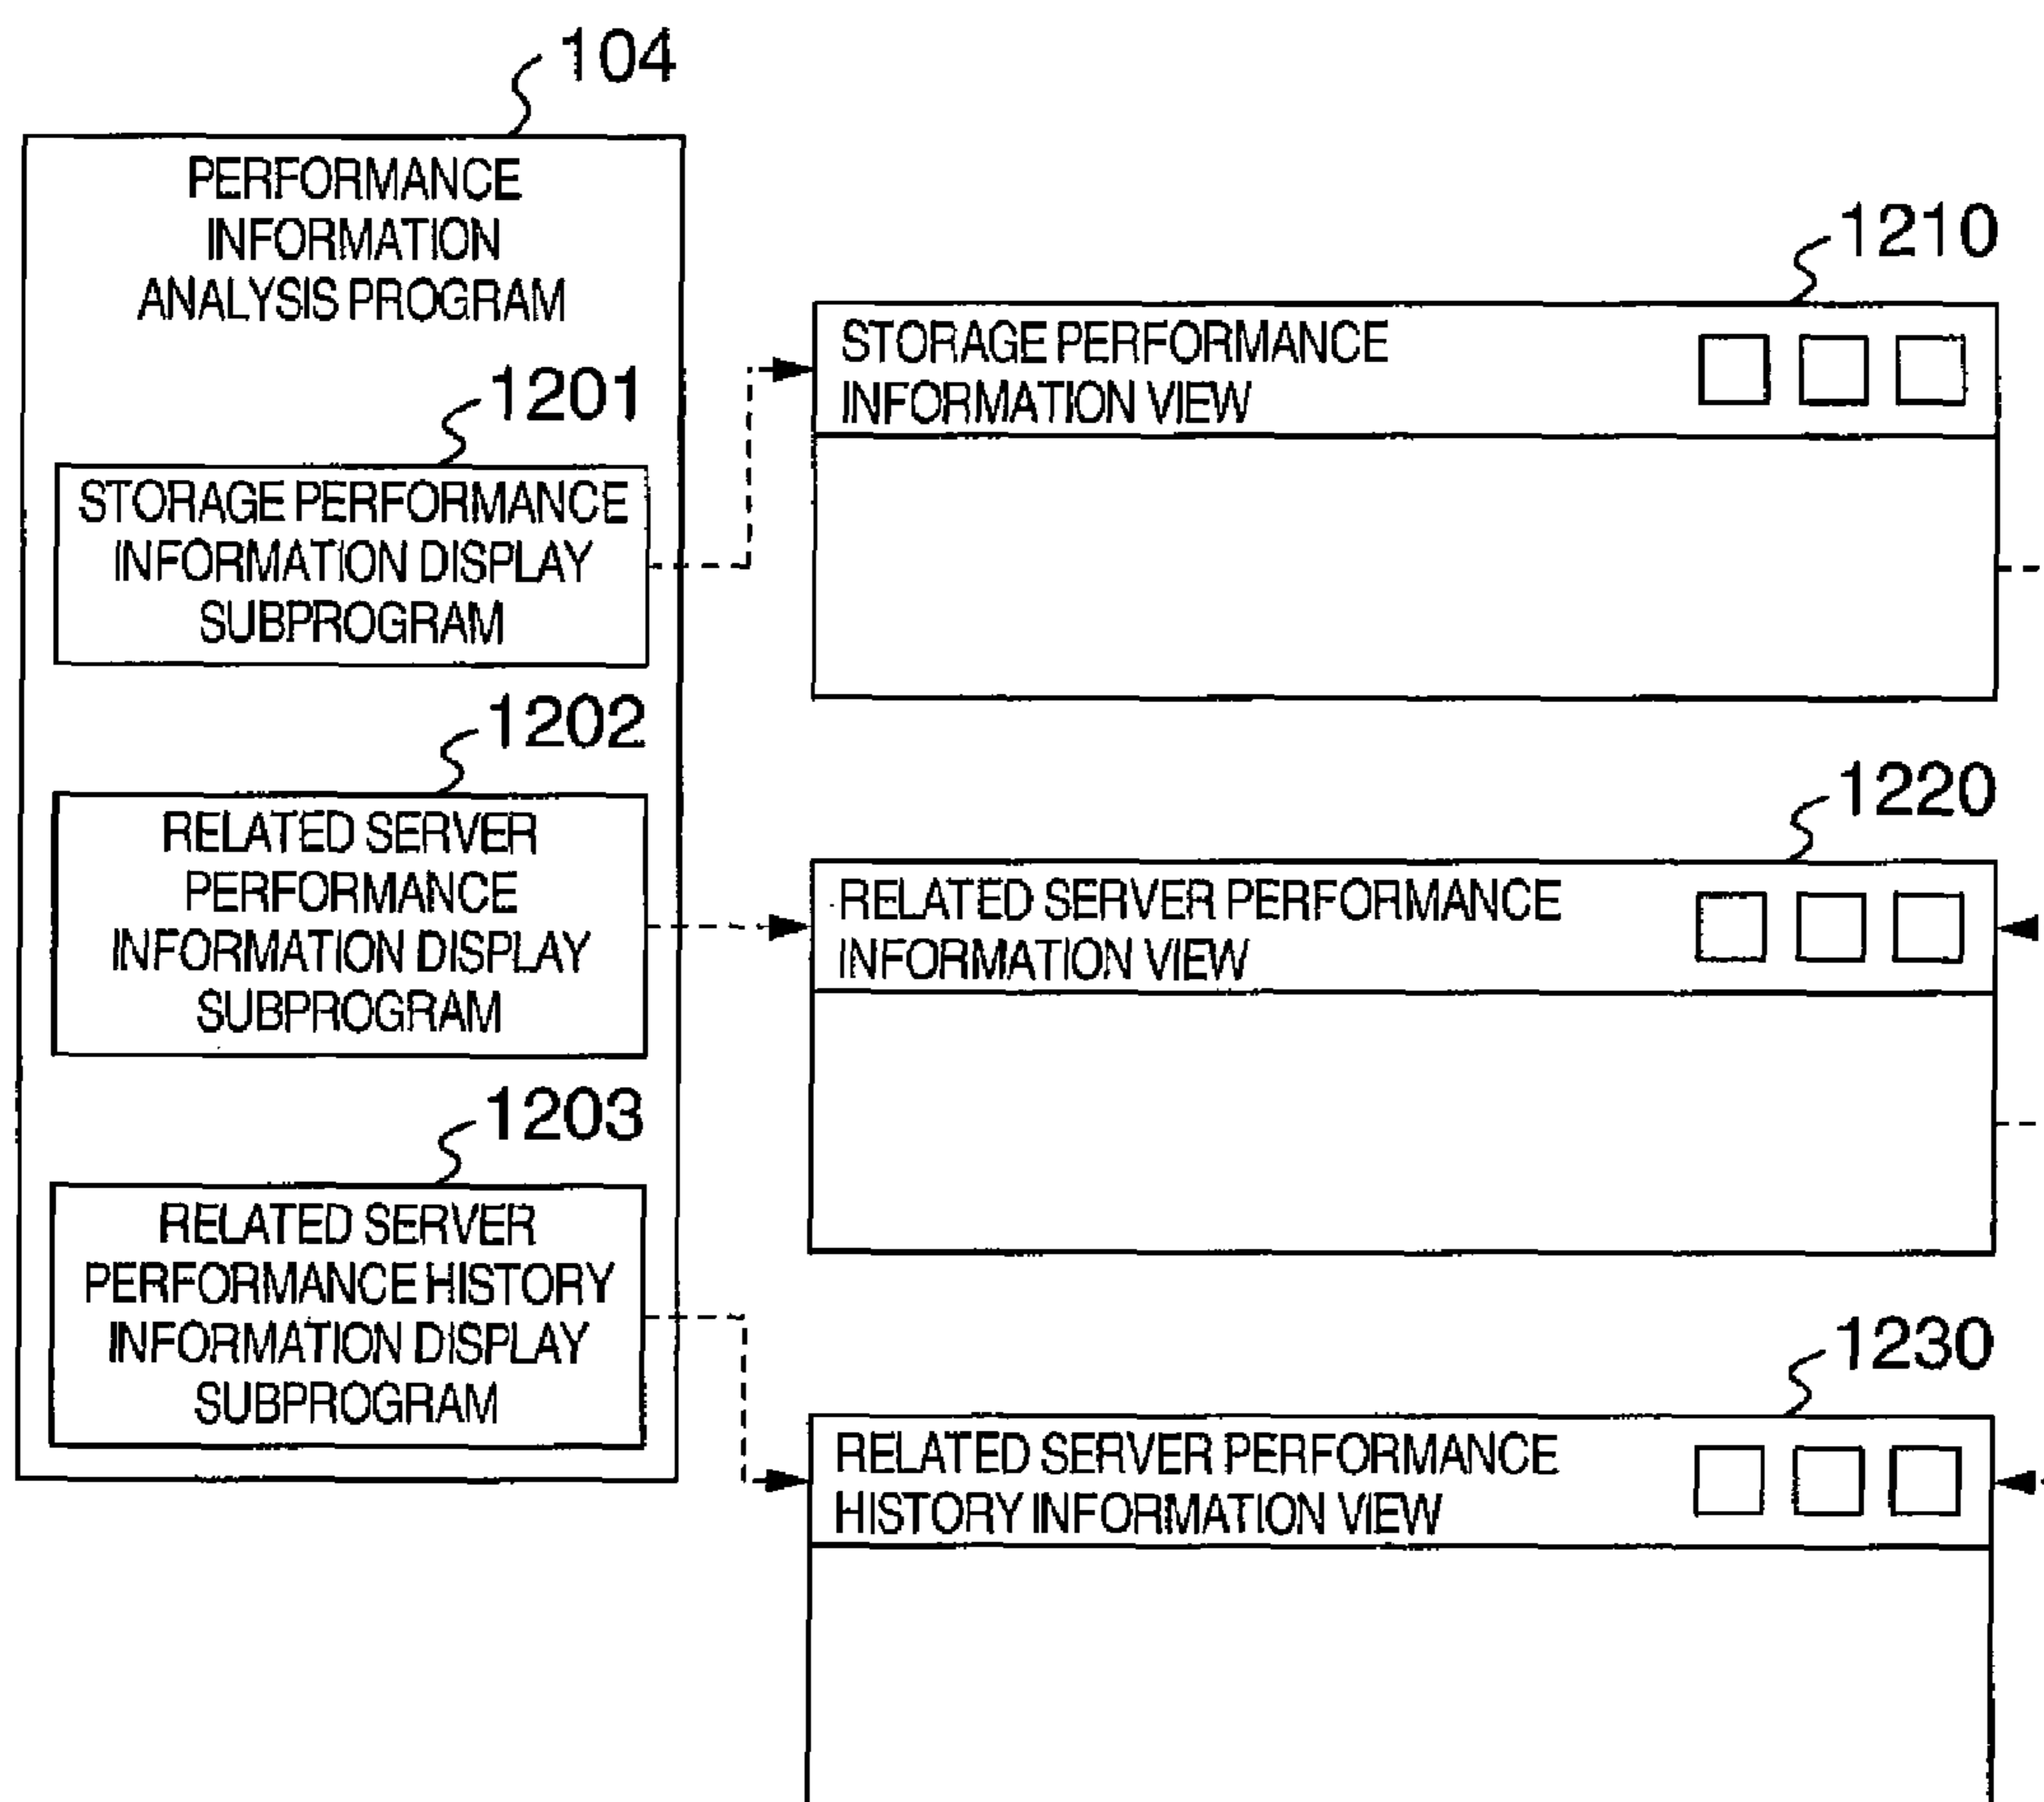 104
PERFORMANCE
INFORMATION
ANALYSIS PROGRAM
1201
STORAGE PERFORMANCE
INFORMATION DISPLAY
SUBPROGRAM
1202
RELATED SERVER
PERFORMANCE
INFORMATION DISPLAY
SUBPROGRAM
1203
RELATED SERVER
PERFORMANCE HISTORY
INFORMATION DISPLAY
SUBPROGRAM
1210
STORAGE PERFORMANCE
INFORMATION VIEW
1220
RELATED SERVER PERFORMANCE
INFORMATION VIEW
1230
RELATED SERVER PERFORMANCE
HISTORY INFORMATION VIEW